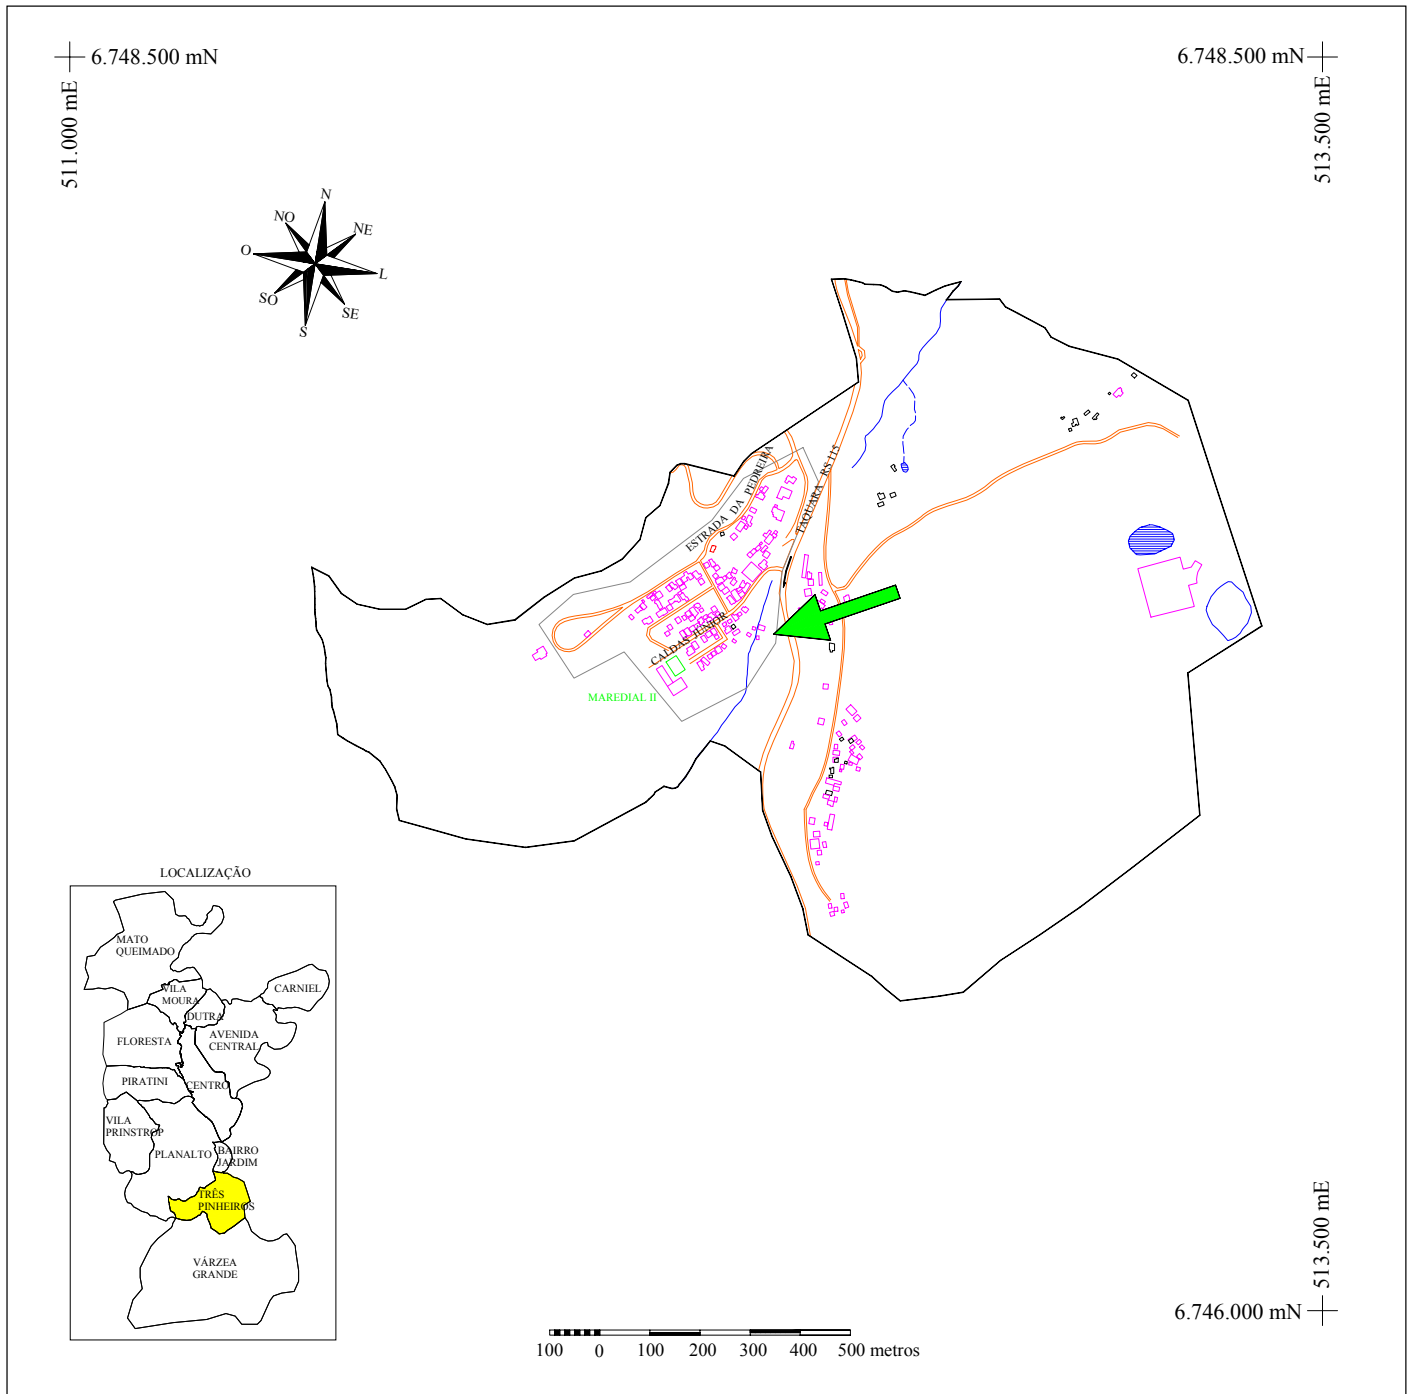 6.748.500 mN
6.748.500 mN
511.000 mE
513.500 mE
N
NO
NE
O
L
SO
SE
S
ESTRADA DA PEDREIRA
TAQUARA RS 115
CALDAS JUNIOR
MAREDIAL II
LOCALIZAÇÃO
MATO
QUEIMADO
VILA
MOURA
CARNIEL
DUTRA
AVENIDA
CENTRAL
FLORESTA
PIRATINI
CENTRO
VILA
PRINSTROP
PLANALTO
BAIRRO
JARDIM
TRÊS
PINHEIROS
VÁRZEA
GRANDE
513.500 mE
6.746.000 mN
100 0 100 200 300 400 500 metros